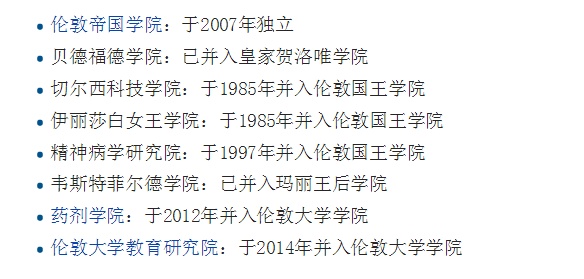 伦敦帝国学院：于2007年独立
贝德福德学院：已并入皇家贺洛唯学院
切尔西科技学院：于1985年并入伦敦国王学院
伊丽莎白女王学院：于1985年并入伦敦国王学院
精神病学研究院：于1997年并入伦敦国王学院
韦斯特菲尔德学院：已并入玛丽王后学院
药剂学院：于2012年并入伦敦大学学院
伦敦大学教育研究院：于2014年并入伦敦大学学院